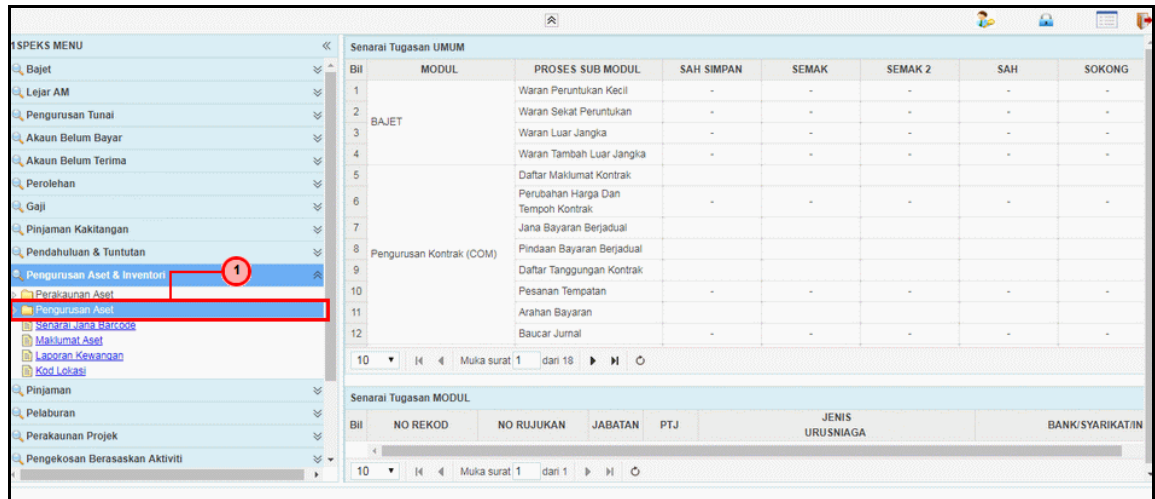 1SPEKS MENU
Bajet
Lejar AM
Pengurusan Tunai
Akaun Belum Bayar
Akaun Belum Terima
Perolehan
Gaji
Pinjaman Kakitangan
Pendahuluan & Tuntutan
Pengurusan Aset & Inventori
1
Perakaunan Aset
Pengurusan Aset
Senarai Jana Barcode
Maklumat Aset
Laporan Kewangan
Kod Lokasi
Pinjaman
Pelaburan
Perakaunan Projek
Pengekosan Berasaskan Aktiviti
Senarai Tugasan UMUM
Bil MODUL PROSES SUB MODUL SAH SIMPAN SEMAK SEMAK 2 SAH SOKONG
1 Waran Peruntukan Kecil - - - - -
2 Waran Sekat Peruntukan - - - - -
BAJET
3 Waran Luar Jangka - - - - -
4 Waran Tambah Luar Jangka - - - - -
5 Daftar Maklumat Kontrak
6 Perubahan Harga Dan
Tempoh Kontrak - - - - -
7 Jana Bayaran Berjadual
8 Pengurusan Kontrak (COM) Pindaan Bayaran Berjadual
9 Daftar Tanggungan Kontrak
10 Pesanan Tempatan - - - - -
11 Arahan Bayaran
12 Baucar Jurnal - - - - -
10 Muka surat 1 dari 18
Senarai Tugasan MODUL
Bil NO REKOD NO RUJUKAN JABATAN PTJ JENIS
URUSNIAGA BANK/SYARIKAT/IN
10 Muka surat 1 dari 1